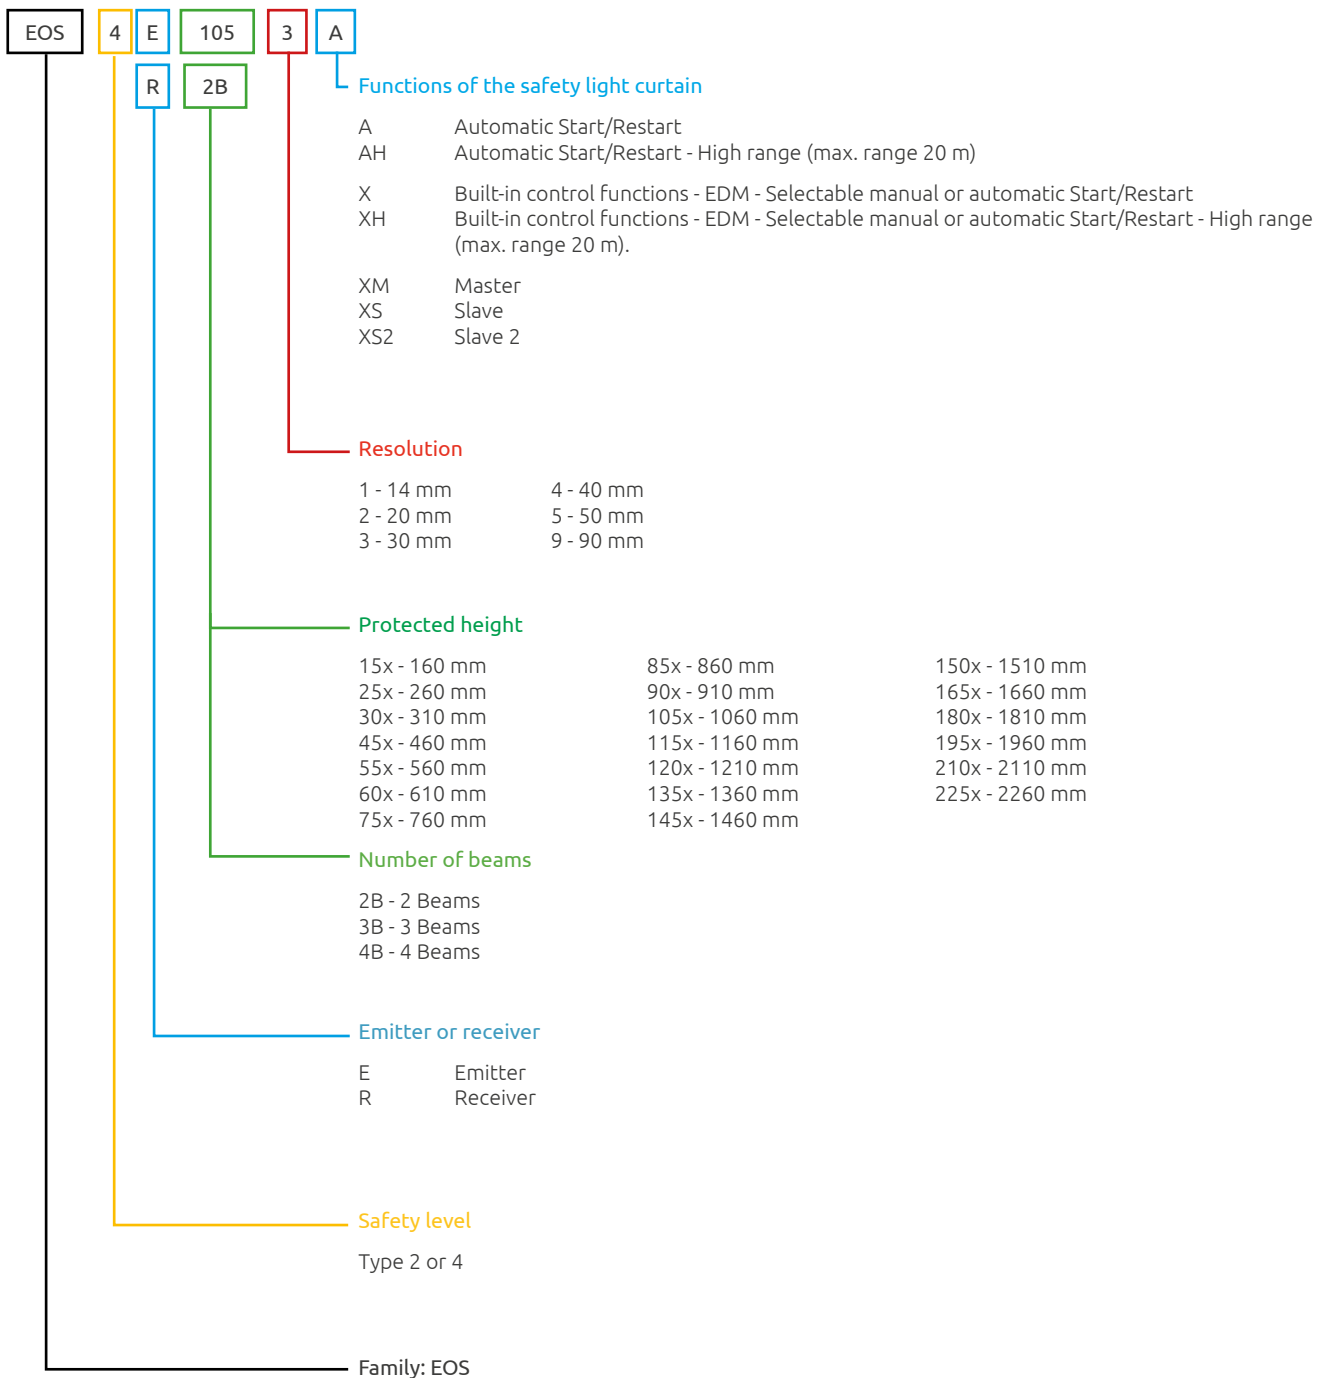 EOS 4 E 105 3 A
R 2B
Functions of the safety light curtain
A Automatic Start/Restart
AH Automatic Start/Restart - High range (max. range 20 m)
X Built-in control functions - EDM - Selectable manual or automatic Start/Restart
XH Built-in control functions - EDM - Selectable manual or automatic Start/Restart - High range
(max. range 20 m).
XM Master
XS Slave
XS2 Slave 2
Resolution
1 - 14 mm 4 - 40 mm
2 - 20 mm 5 - 50 mm
3 - 30 mm 9 - 90 mm
Protected height
15x - 160 mm 85x - 860 mm 150x - 1510 mm
25x - 260 mm 90x - 910 mm 165x - 1660 mm
30x - 310 mm 105x - 1060 mm 180x - 1810 mm
45x - 460 mm 115x - 1160 mm 195x - 1960 mm
55x - 560 mm 120x - 1210 mm 210x - 2110 mm
60x - 610 mm 135x - 1360 mm 225x - 2260 mm
75x - 760 mm 145x - 1460 mm
Number of beams
2B - 2 Beams
3B - 3 Beams
4B - 4 Beams
Emitter or receiver
E Emitter
R Receiver
Safety level
Type 2 or 4
Family: EOS